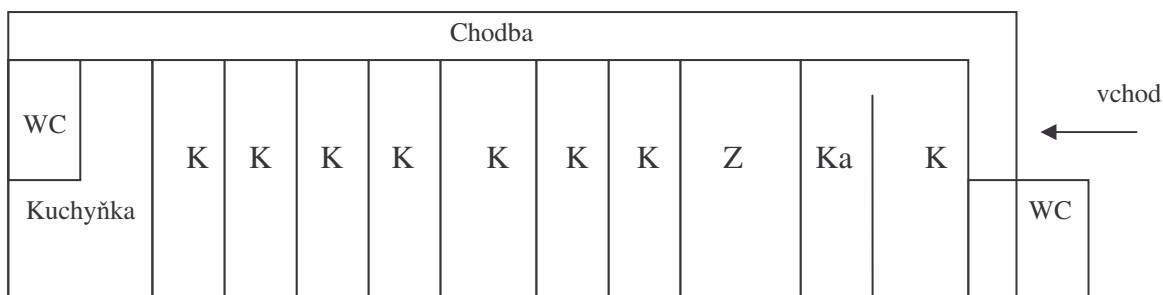 Chodba
vchod
WC
K K K K K K K Z Ka K
Kuchyňka
WC